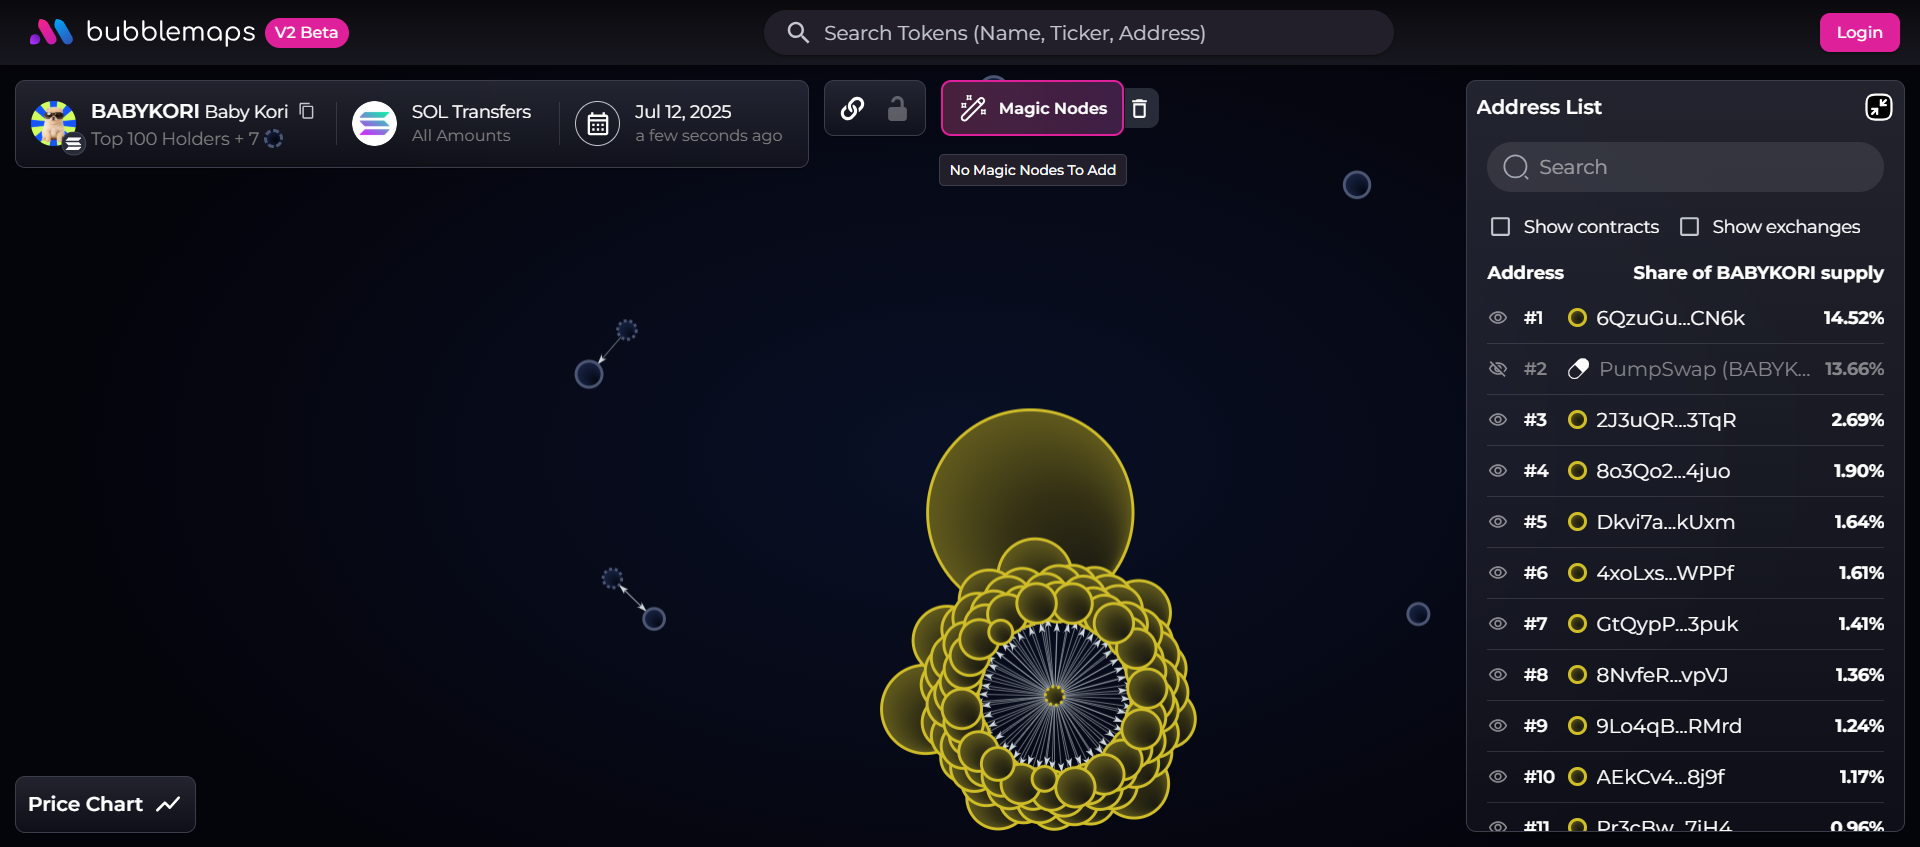 bubblemaps V2 Beta
Search Tokens (Name, Ticker, Address)
Login
BABYKORI Baby Kori
Top 100 Holders + 7
SOL Transfers
All Amounts
Jul 12, 2025
a few seconds ago
Magic Nodes
No Magic Nodes To Add
Address List
Search
Show contracts Show exchanges
Address Share of BABYKORI supply
#1 6QzuGu...CN6k 14.52%
#2 PumpSwap (BABYK... 13.66%
#3 2J3uQR...3TqR 2.69%
#4 8o3Qo2...4juo 1.90%
#5 Dkvi7a...kUxm 1.64%
#6 4xoLxs...WPPf 1.61%
#7 GtQypP...3puk 1.41%
#8 8NvfeR...vpVJ 1.36%
#9 9Lo4qB...RMrd 1.24%
#10 AEkCv4...8j9f 1.17%
#11 Pr3cBw...7iH4 0.96%
Price Chart